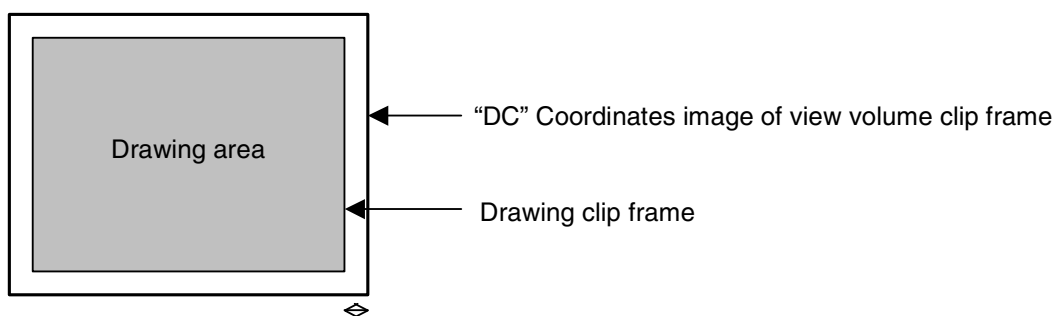 “DC” Coordinates image of view volume clip frame
Drawing area
Drawing clip frame